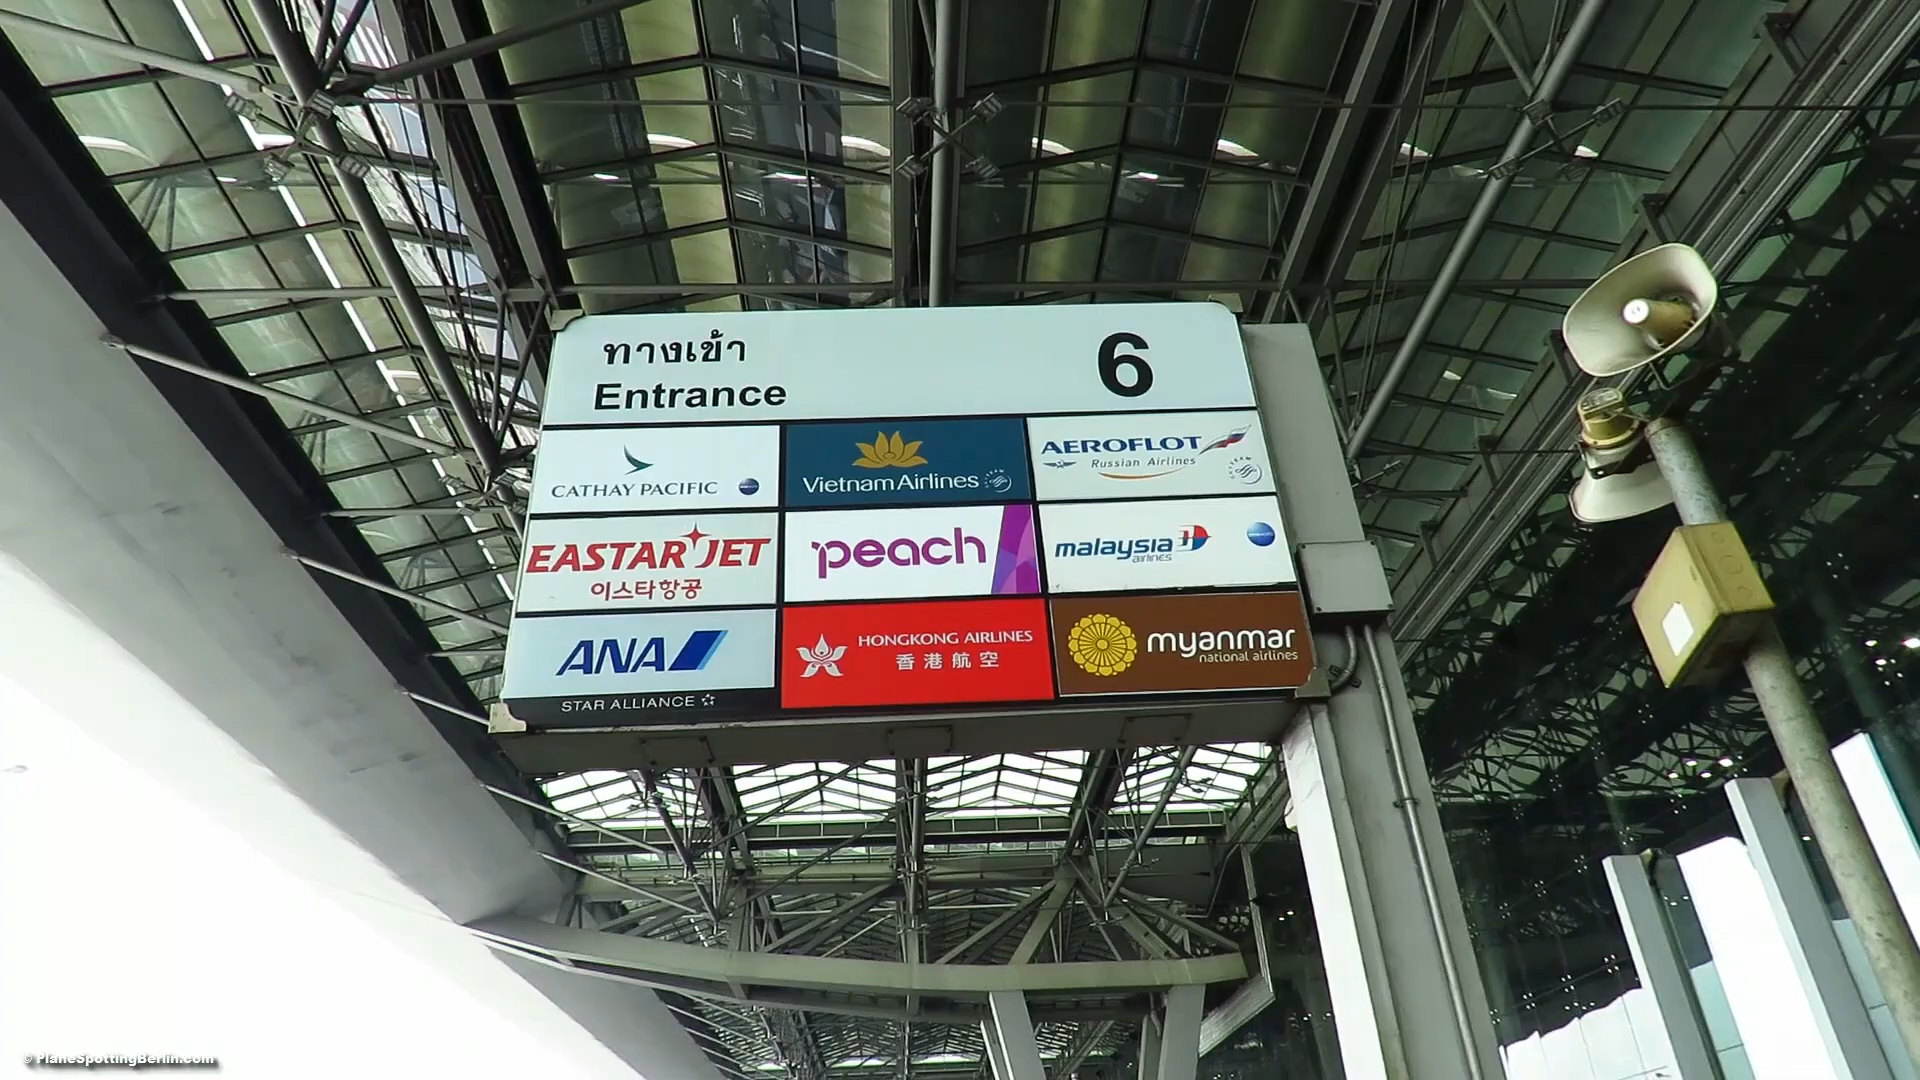 ทางเข้า
Entrance
6
CATHAY PACIFIC
Vietnam Airlines
AEROFLOT
Russian Airlines
EASTAR JET
이스타항공
peach
malaysia
airlines
ANA
STAR ALLIANCE
HONGKONG AIRLINES
香港航空
myanmar
national airlines
© PlaneSpottingBerlin.com